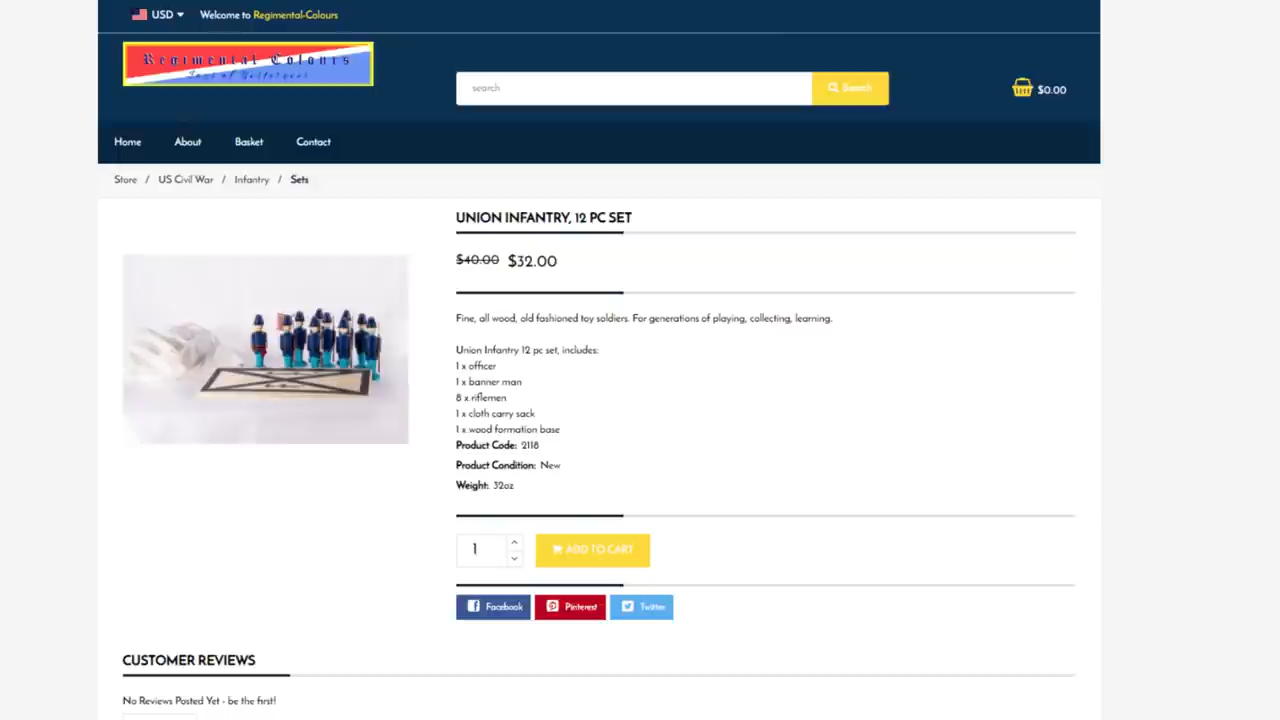 USD Welcome to Regimental-Colours
Regimental Colours
search Search $0.00
Home About Basket Contact
Store / US Civil War / Infantry / Sets
UNION INFANTRY, 12 PC SET
$40.00 $32.00
Fine, all wood, old fashioned toy soldiers. For generations of playing, collecting, learning.
Union Infantry 12 pc set, includes:
1 x officer
1 x banner man
8 x riflemen
1 x cloth carry sack
1 x wood formation base
Product Code: 2118
Product Condition: New
Weight: 32oz
1 ADD TO CART
Facebook Pinterest Twitter
CUSTOMER REVIEWS
No Reviews Posted Yet - be the first!